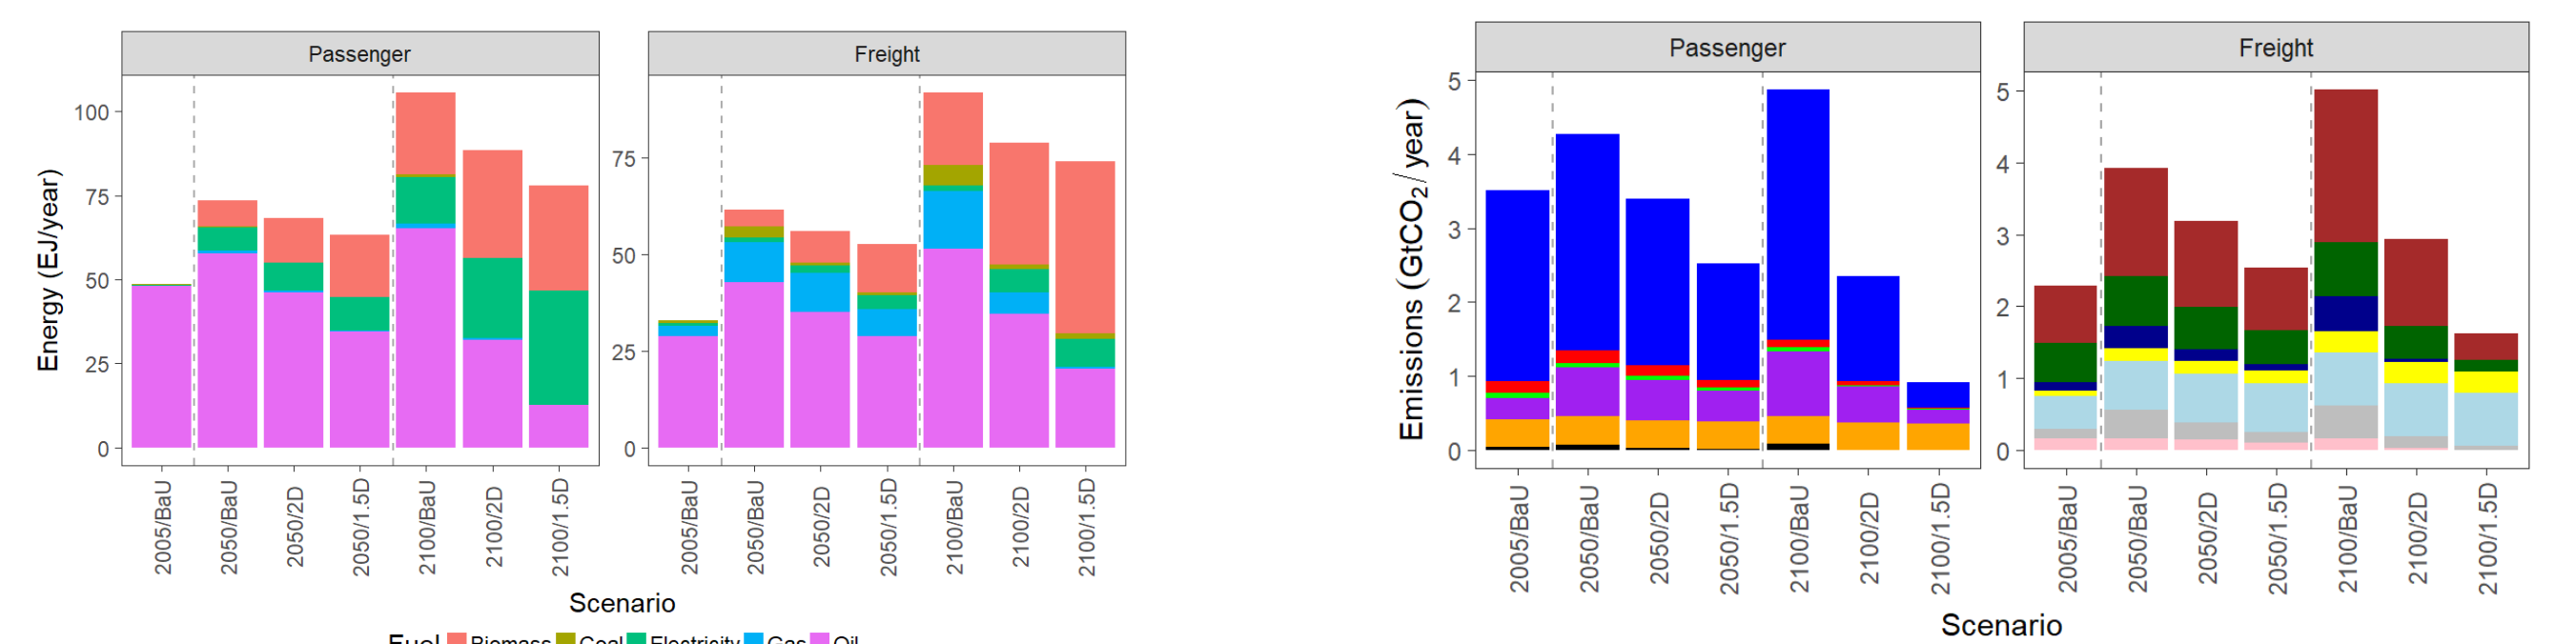 Passenger
Freight
Energy (EJ/year)
100
75
50
25
0
75
50
25
0
2005/BaU
2050/BaU
2050/2D
2050/1.5D
2100/BaU
2100/2D
2100/1.5D
2005/BaU
2050/BaU
2050/2D
2050/1.5D
2100/BaU
2100/2D
2100/1.5D
Scenario
Fuel Biomass Coal Electricity Gas Oil
Passenger
Freight
Emissions (GtCO₂/year)
5
4
3
2
1
0
5
4
3
2
1
0
2005/BaU
2050/BaU
2050/2D
2050/1.5D
2100/BaU
2100/2D
2100/1.5D
2005/BaU
2050/BaU
2050/2D
2050/1.5D
2100/BaU
2100/2D
2100/1.5D
Scenario